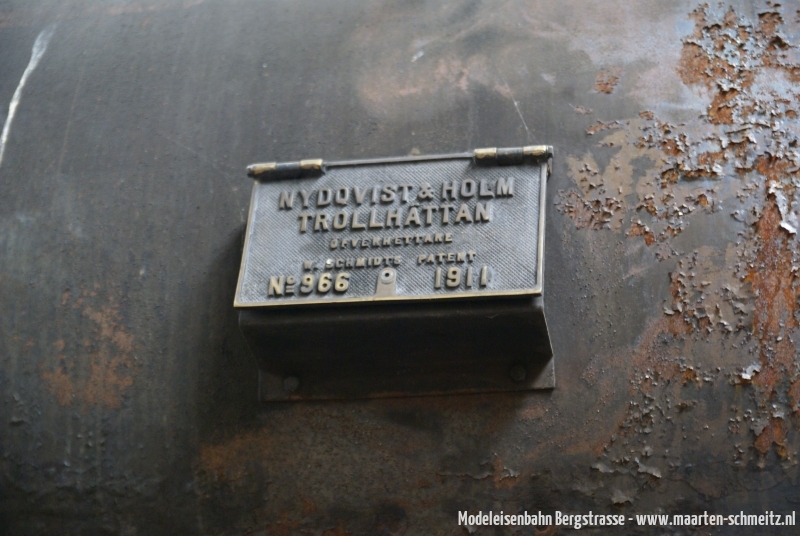 NYDQVIST & HOLM
TROLLHÄTTAN
ÖFVERHETTARE
W. SCHMIDTS PATENT
No 966 1911
Modeleisenbahn Bergstrasse - www.maarten-schmeitz.nl